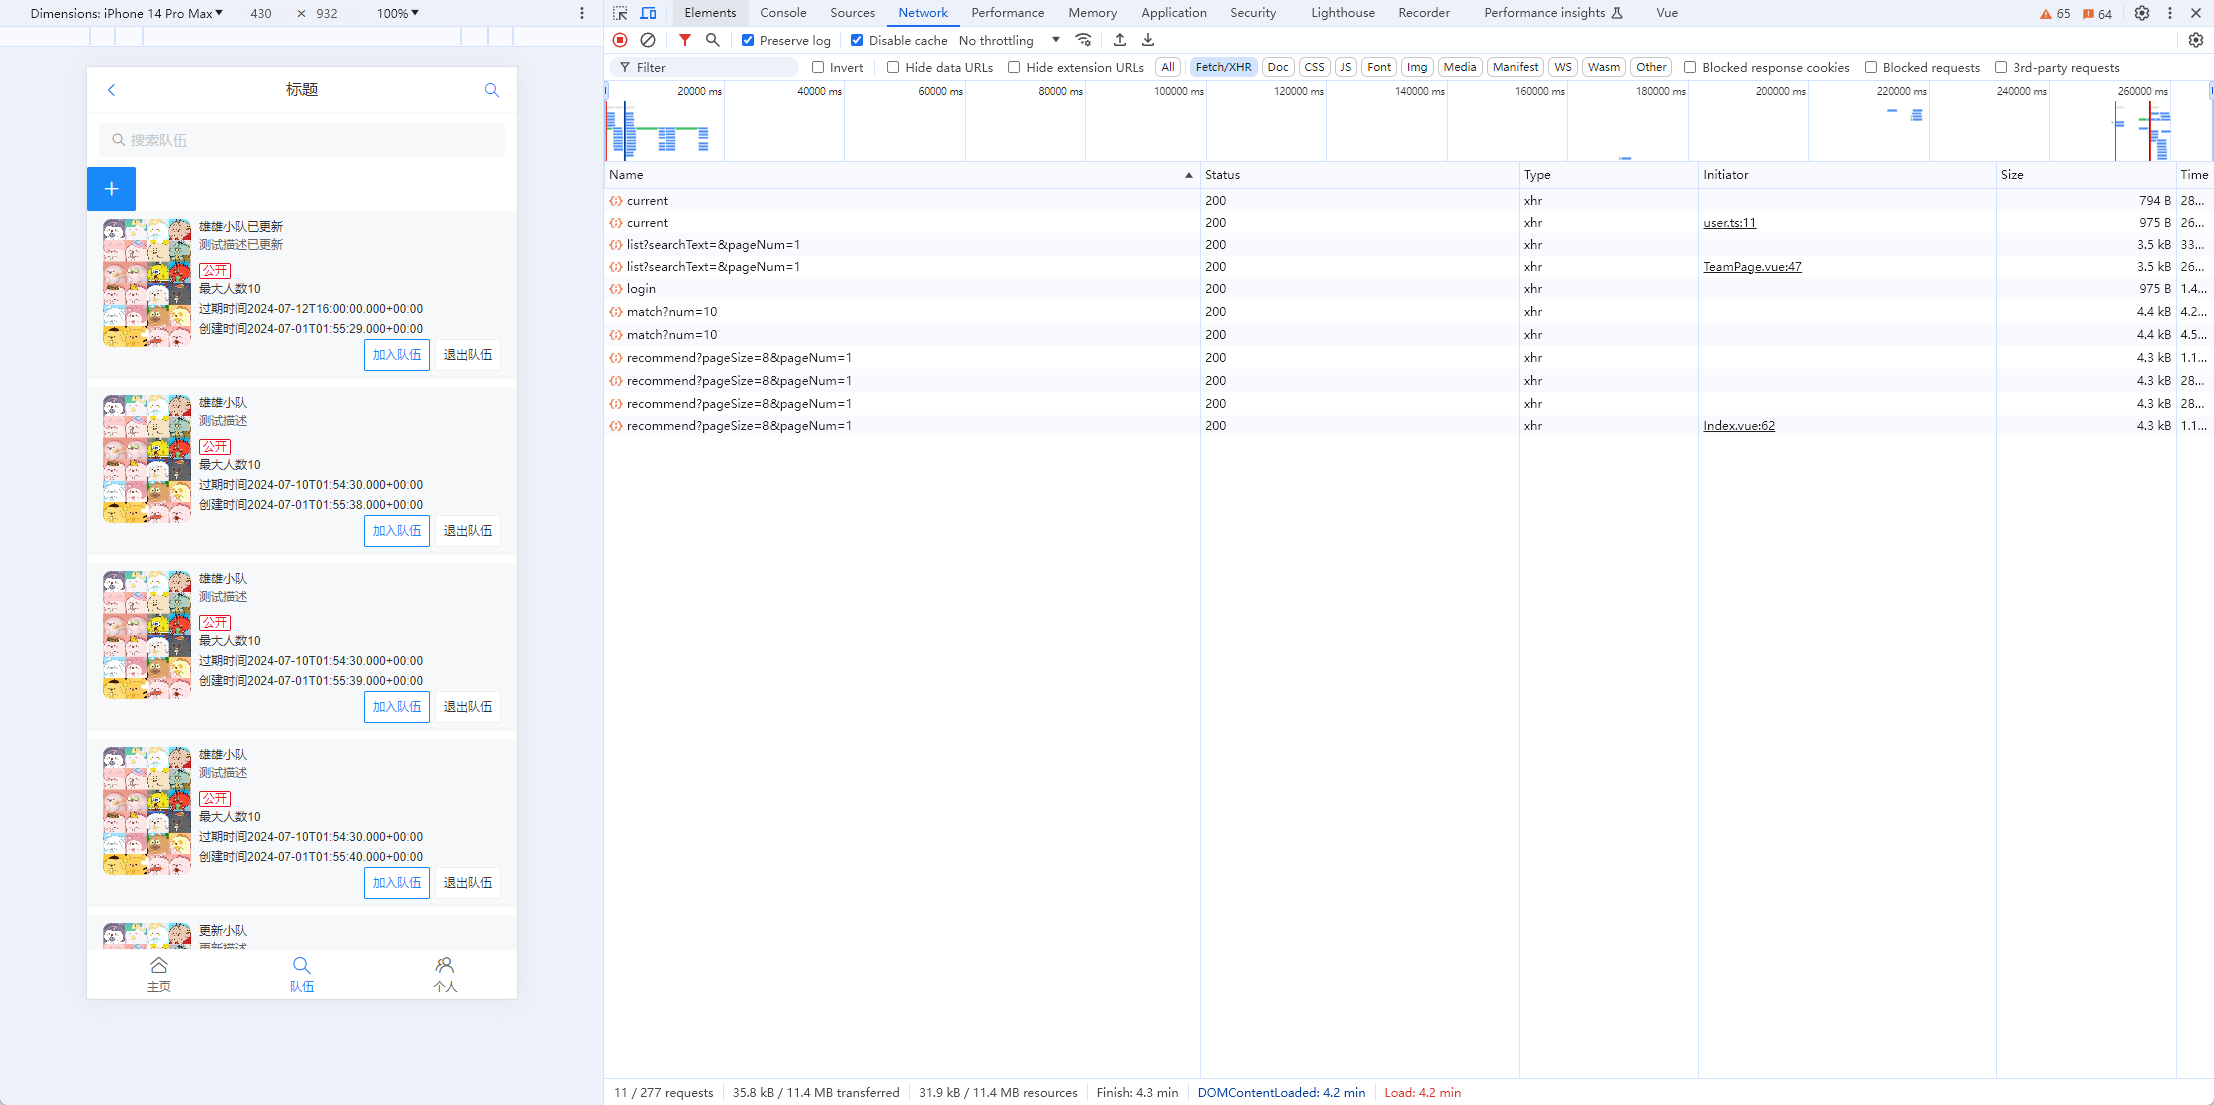 Dimensions: iPhone 14 Pro Max 430 × 932 100%
标题
搜索队伍
雄雄小队已更新
测试描述已更新
公开
最大人数10
过期时间2024-07-12T16:00:00.000+00:00
创建时间2024-07-01T01:55:29.000+00:00
加入队伍 退出队伍
雄雄小队
测试描述
公开
最大人数10
过期时间2024-07-10T01:54:30.000+00:00
创建时间2024-07-01T01:55:38.000+00:00
加入队伍 退出队伍
雄雄小队
测试描述
公开
最大人数10
过期时间2024-07-10T01:54:30.000+00:00
创建时间2024-07-01T01:55:39.000+00:00
加入队伍 退出队伍
雄雄小队
测试描述
公开
最大人数10
过期时间2024-07-10T01:54:30.000+00:00
创建时间2024-07-01T01:55:40.000+00:00
加入队伍 退出队伍
更新小队
更新描述
主页 队伍 个人
Elements Console Sources Network Performance Memory Application Security Lighthouse Recorder Performance insights Vue 65 64
Preserve log Disable cache No throttling
Filter Invert Hide data URLs Hide extension URLs All Fetch/XHR Doc CSS JS Font Img Media Manifest WS Wasm Other Blocked response cookies Blocked requests 3rd-party requests
20000 ms 40000 ms 60000 ms 80000 ms 100000 ms 120000 ms 140000 ms 160000 ms 180000 ms 200000 ms 220000 ms 240000 ms 260000 ms
Name Status Type Initiator Size Time
current 200 xhr 794 B 28...
current 200 xhr user.ts:11 975 B 26...
list?searchText=&pageNum=1 200 xhr 3.5 kB 33...
list?searchText=&pageNum=1 200 xhr TeamPage.vue:47 3.5 kB 26...
login 200 xhr 975 B 1.4...
match?num=10 200 xhr 4.4 kB 4.2...
match?num=10 200 xhr 4.4 kB 4.5...
recommend?pageSize=8&pageNum=1 200 xhr 4.3 kB 1.1...
recommend?pageSize=8&pageNum=1 200 xhr 4.3 kB 28...
recommend?pageSize=8&pageNum=1 200 xhr 4.3 kB 28...
recommend?pageSize=8&pageNum=1 200 xhr Index.vue:62 4.3 kB 1.1...
11 / 277 requests 35.8 kB / 11.4 MB transferred 31.9 kB / 11.4 MB resources Finish: 4.3 min DOMContentLoaded: 4.2 min Load: 4.2 min